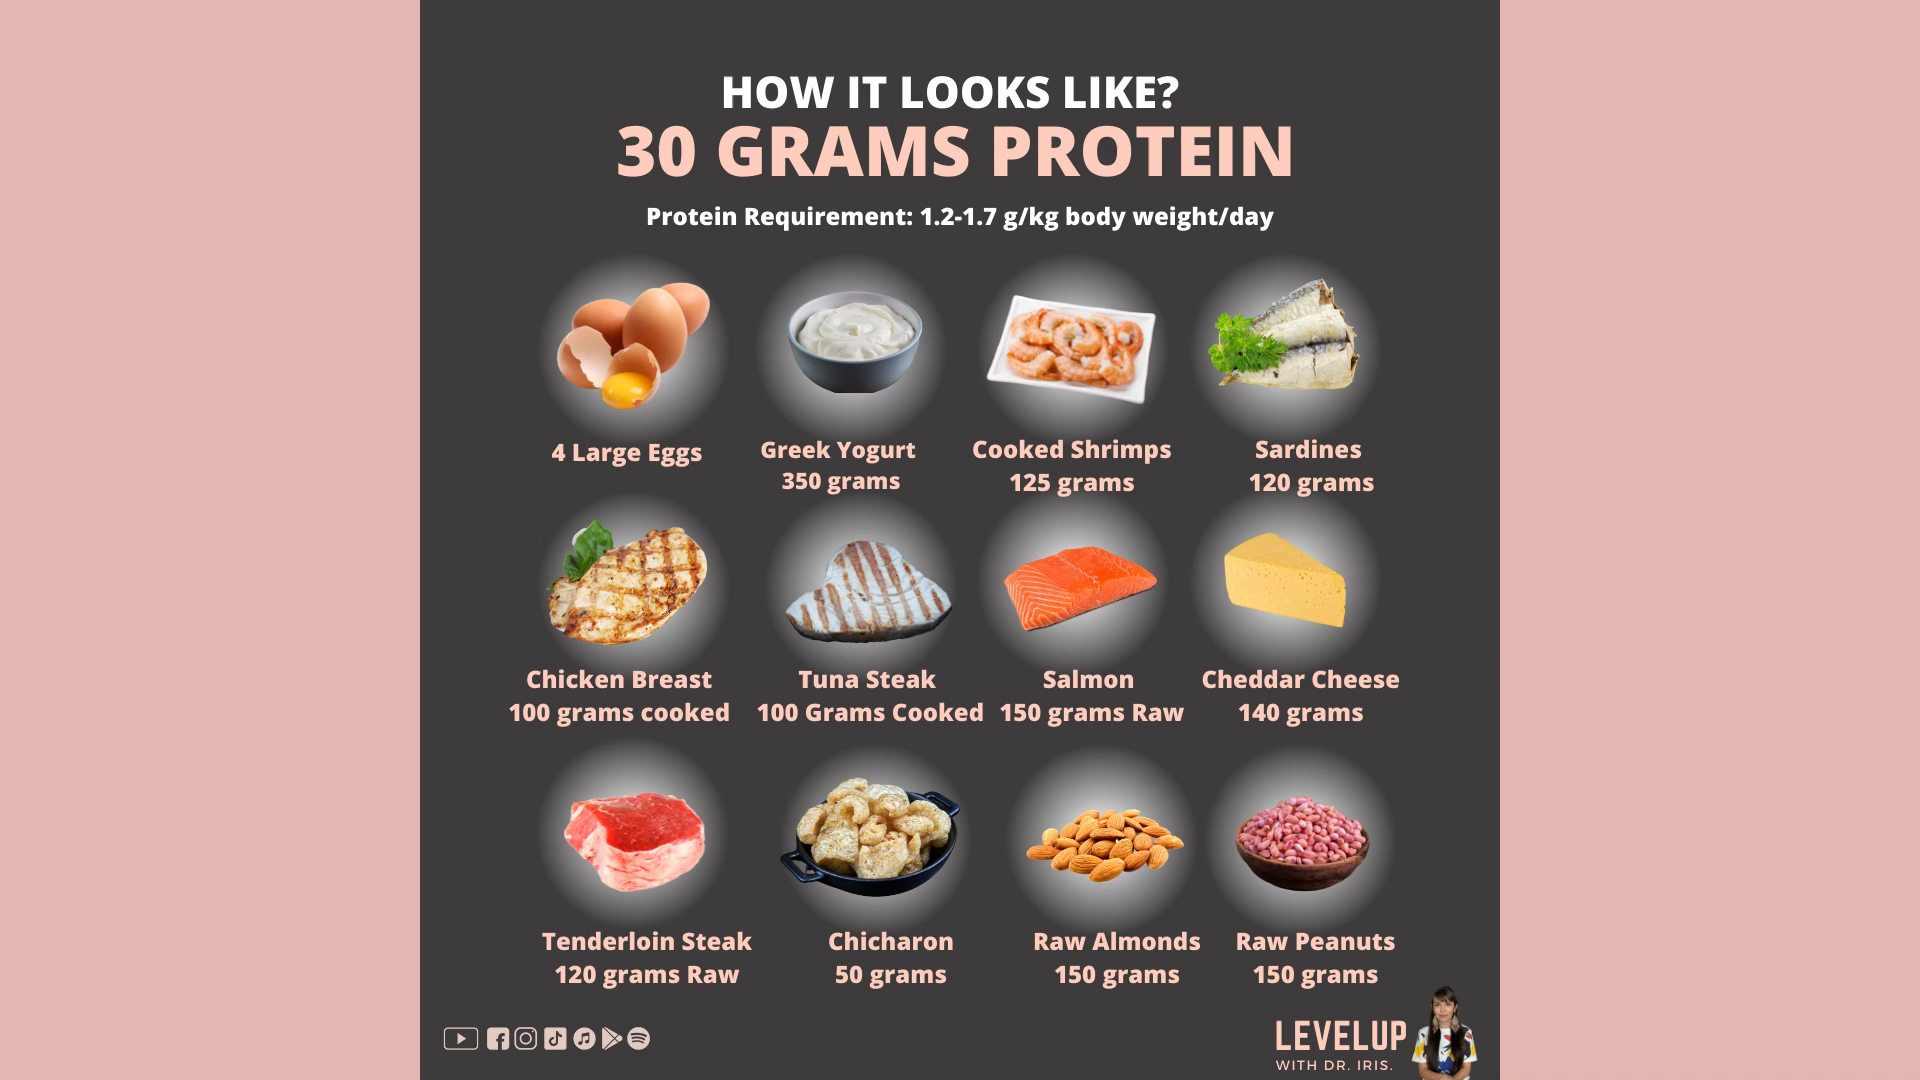 HOW IT LOOKS LIKE?
30 GRAMS PROTEIN
Protein Requirement: 1.2-1.7 g/kg body weight/day
4 Large Eggs
Greek Yogurt
350 grams
Cooked Shrimps
125 grams
Sardines
120 grams
Chicken Breast
100 grams cooked
Tuna Steak
100 Grams Cooked
Salmon
150 grams Raw
Cheddar Cheese
140 grams
Tenderloin Steak
120 grams Raw
Chicharon
50 grams
Raw Almonds
150 grams
Raw Peanuts
150 grams
LEVELUP
WITH DR. IRIS.